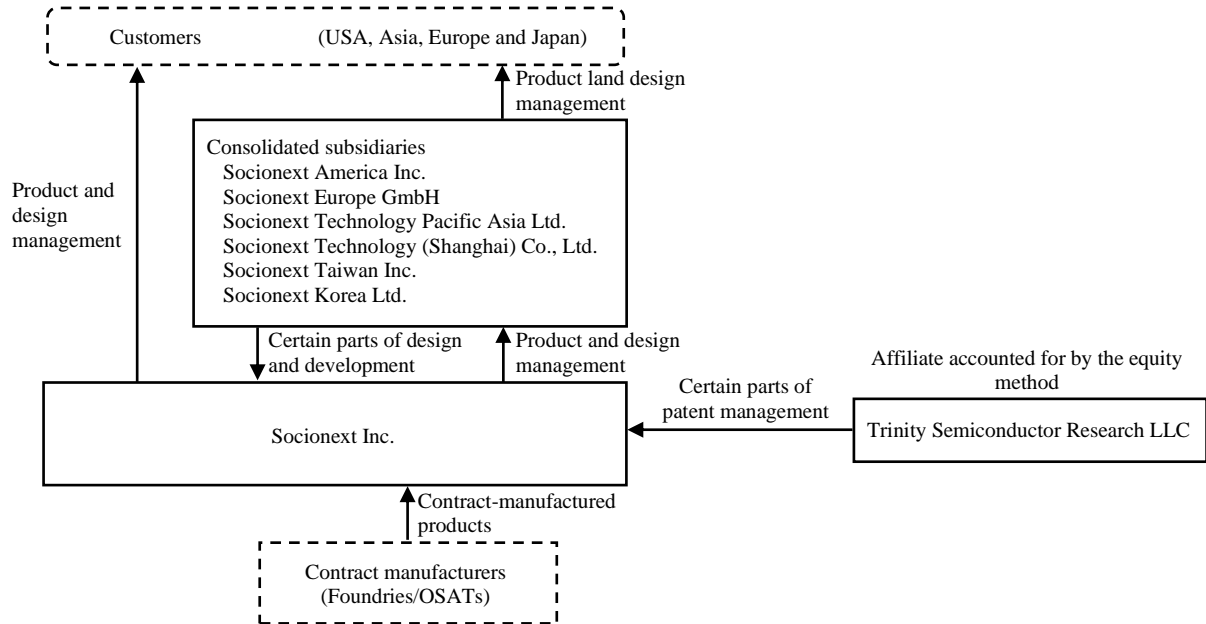 Customers (USA, Asia, Europe and Japan)
Product land design
management
Consolidated subsidiaries
Socionext America Inc.
Socionext Europe GmbH
Socionext Technology Pacific Asia Ltd.
Socionext Technology (Shanghai) Co., Ltd.
Socionext Taiwan Inc.
Socionext Korea Ltd.
Product and
design
management
Certain parts of design
and development
Product and design
management
Affiliate accounted for by the equity
method
Certain parts of
patent management
Trinity Semiconductor Research LLC
Socionext Inc.
Contract-manufactured
products
Contract manufacturers
(Foundries/OSATs)